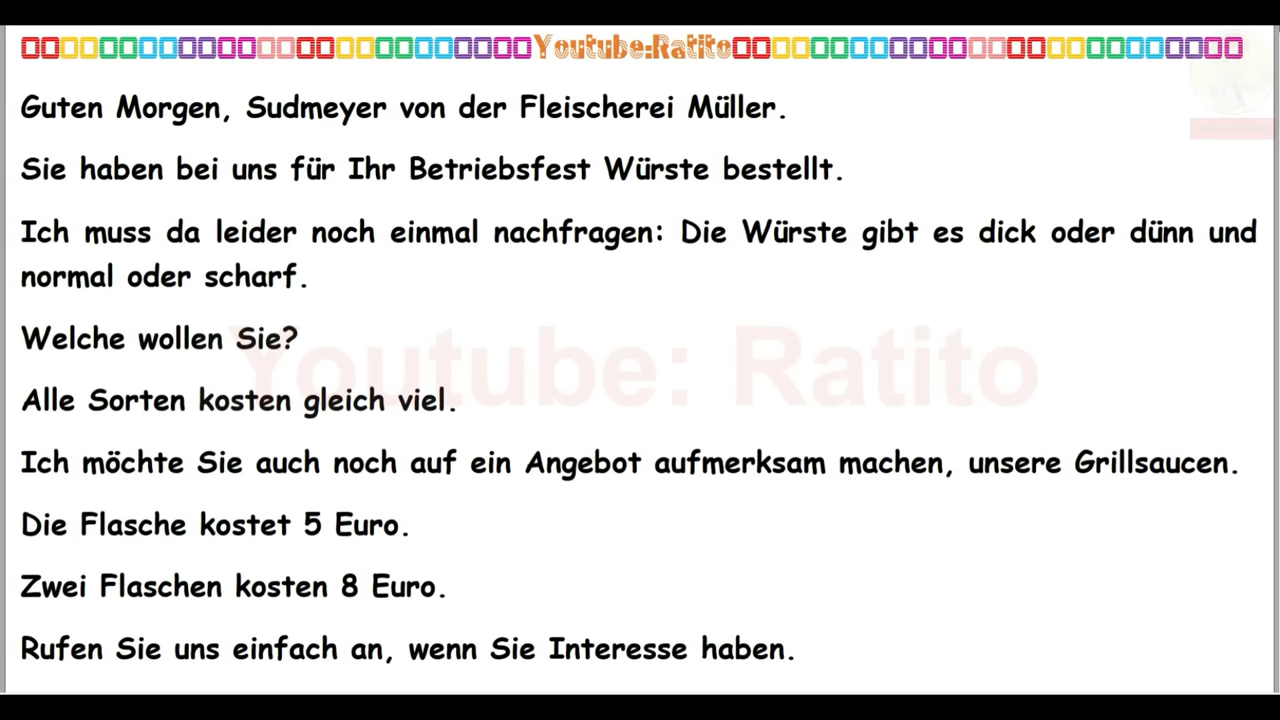 Youtube:Ratito
Guten Morgen, Sudmeyer von der Fleischerei Müller.
Sie haben bei uns für Ihr Betriebsfest Würste bestellt.
Ich muss da leider noch einmal nachfragen: Die Würste gibt es dick oder dünn und
normal oder scharf.
Welche wollen Sie?
Youtube: Ratito
Alle Sorten kosten gleich viel.
Ich möchte Sie auch noch auf ein Angebot aufmerksam machen, unsere Grillsaucen.
Die Flasche kostet 5 Euro.
Zwei Flaschen kosten 8 Euro.
Rufen Sie uns einfach an, wenn Sie Interesse haben.